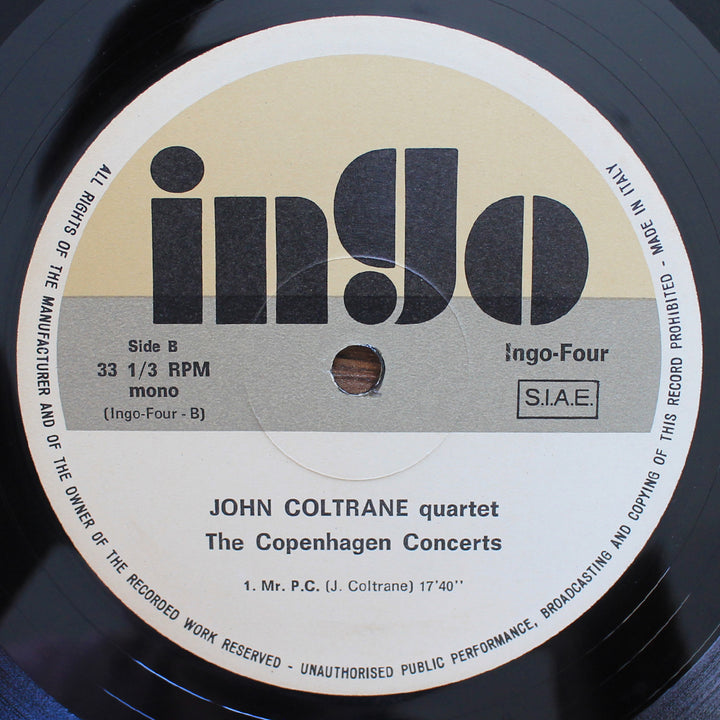 ingo
Side B
33 1/3 RPM
mono
(Ingo-Four - B)
Ingo-Four
S.I.A.E.
JOHN COLTRANE quartet
The Copenhagen Concerts
1. Mr. P.C. (J. Coltrane) 17'40''
ALL RIGHTS OF THE MANUFACTURER AND OF THE OWNER OF THE RECORDED WORK RESERVED - UNAUTHORISED PUBLIC PERFORMANCE, BROADCASTING AND COPYING OF THIS RECORD PROHIBITED - MADE IN ITALY